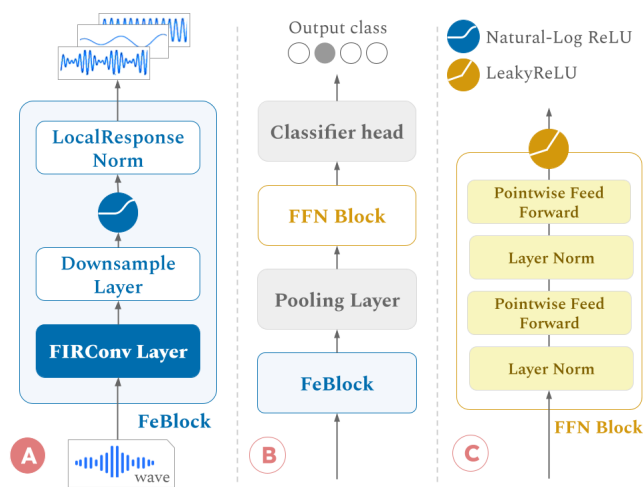 LocalResponse
Norm
Downsample
Layer
FIRConv Layer
FeBlock
A
wave
Output class
Classifier head
FFN Block
Pooling Layer
FeBlock
B
Natural-Log ReLU
LeakyReLU
Pointwise Feed
Forward
Layer Norm
Pointwise Feed
Forward
Layer Norm
FFN Block
C